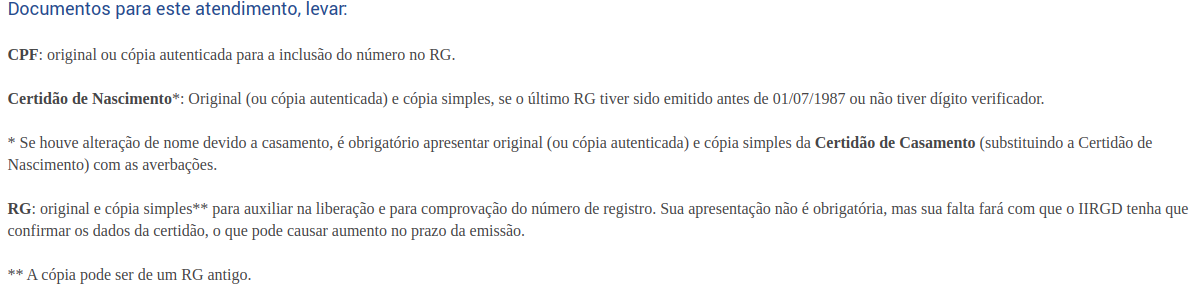 Documentos para este atendimento, levar:
CPF: original ou cópia autenticada para a inclusão do número no RG.
Certidão de Nascimento*: Original (ou cópia autenticada) e cópia simples, se o último RG tiver sido emitido antes de 01/07/1987 ou não tiver dígito verificador.
* Se houve alteração de nome devido a casamento, é obrigatório apresentar original (ou cópia autenticada) e cópia simples da Certidão de Casamento (substituindo a Certidão de
Nascimento) com as averbações.
RG: original e cópia simples** para auxiliar na liberação e para comprovação do número de registro. Sua apresentação não é obrigatória, mas sua falta fará com que o IIRGD tenha que
confirmar os dados da certidão, o que pode causar aumento no prazo da emissão.
** A cópia pode ser de um RG antigo.